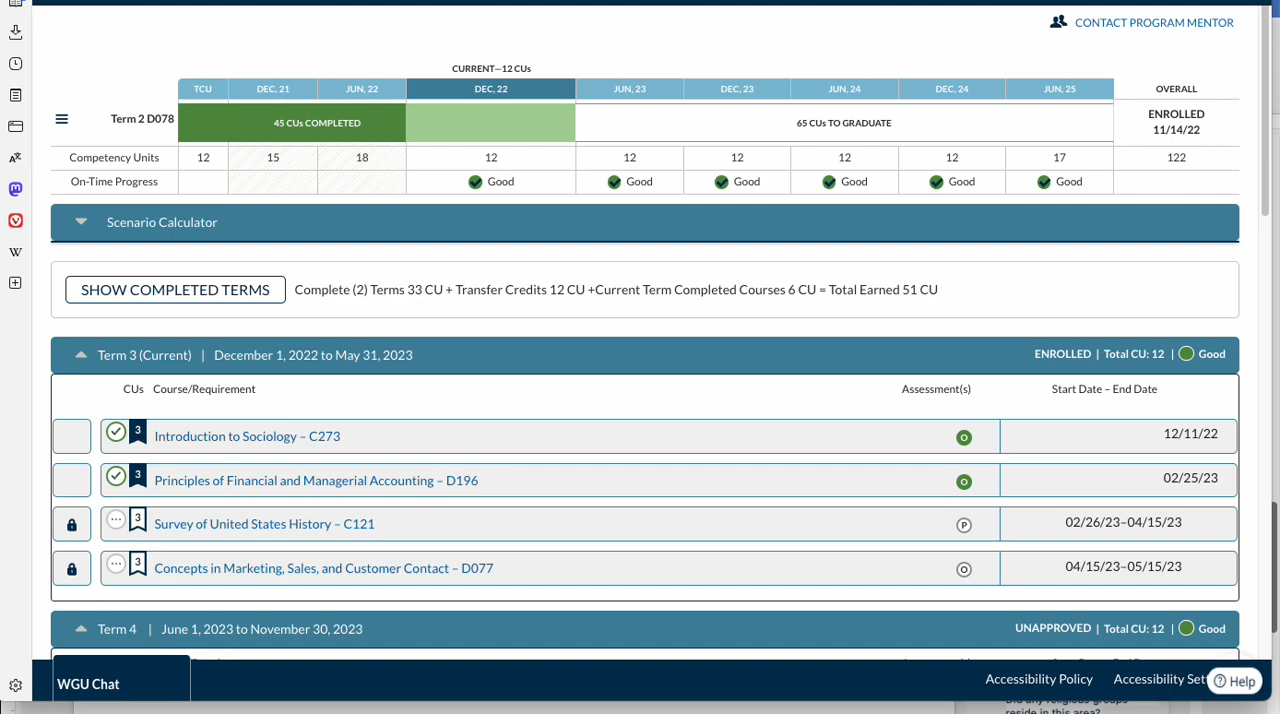 CONTACT PROGRAM MENTOR
CURRENT—12 CUs
TCU DEC, 21 JUN, 22 DEC, 22 JUN, 23 DEC, 23 JUN, 24 DEC, 24 JUN, 25 OVERALL
Term 2 D078 45 CUs COMPLETED 65 CUs TO GRADUATE ENROLLED
11/14/22
Competency Units 12 15 18 12 12 12 12 12 17 122
On-Time Progress Good Good Good Good Good Good
Scenario Calculator
SHOW COMPLETED TERMS Complete (2) Terms 33 CU + Transfer Credits 12 CU +Current Term Completed Courses 6 CU = Total Earned 51 CU
Term 3 (Current) | December 1, 2022 to May 31, 2023 ENROLLED | Total CU: 12 | Good
CUs Course/Requirement Assessment(s) Start Date – End Date
3 Introduction to Sociology – C273 O 12/11/22
3 Principles of Financial and Managerial Accounting – D196 O 02/25/23
3 Survey of United States History – C121 P 02/26/23–04/15/23
3 Concepts in Marketing, Sales, and Customer Contact – D077 O 04/15/23–05/15/23
Term 4 | June 1, 2023 to November 30, 2023 UNAPPROVED | Total CU: 12 | Good
WGU Chat Accessibility Policy Accessibility Set Help
reside in this area?